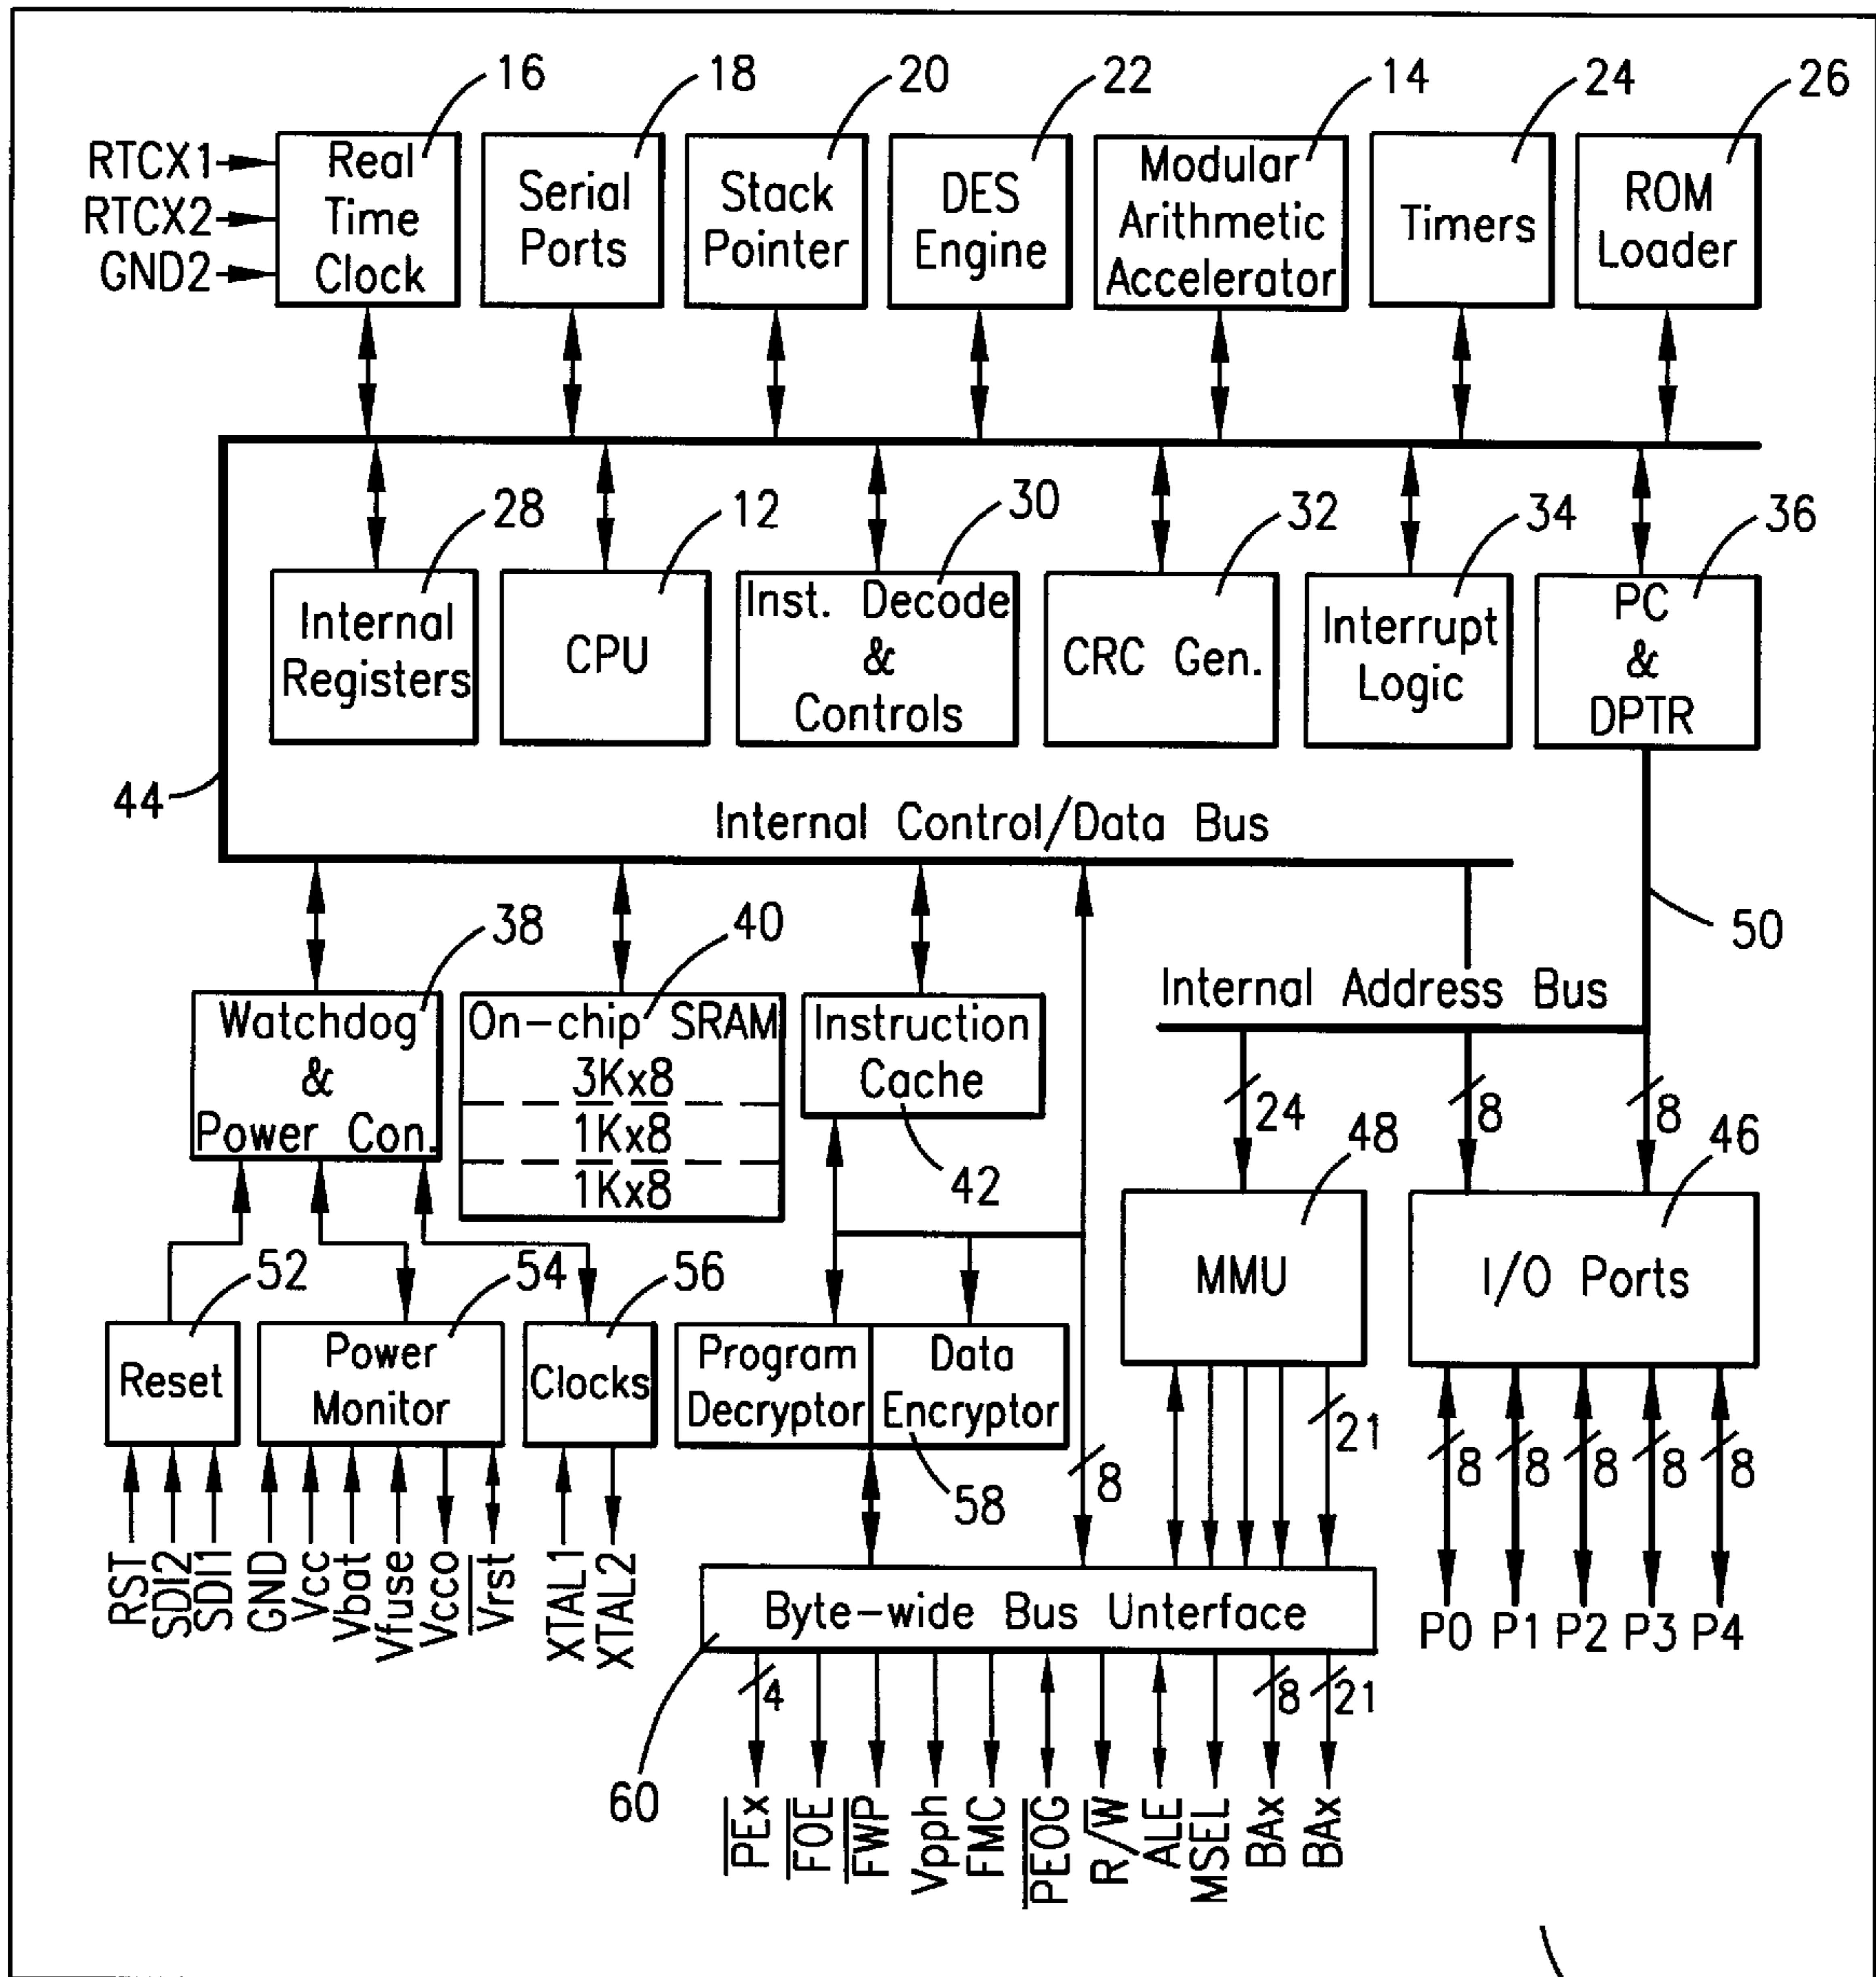 16 18 20 22 14 24 26
RTCX1
RTCX2
GND2
Real
Time
Clock
Serial
Ports
Stack
Pointer
DES
Engine
Modular
Arithmetic
Accelerator
Timers
ROM
Loader
28 12 30 32 34 36
Internal
Registers
CPU
Inst. Decode
&
Controls
CRC Gen.
Interrupt
Logic
PC
&
DPTR
44
Internal Control/Data Bus
50
38 40
Internal Address Bus
Watchdog
&
Power Con.
On-chip SRAM
3Kx8
1Kx8
1Kx8
Instruction
Cache
42
24 8 8
48 46
52 54 56
MMU
I/O Ports
Reset
Power
Monitor
Clocks
Program
Decryptor
Data
Encryptor
58
8
21
8 8 8 8 8
RST
SDI2
SDI1
GND
Vcc
Vbat
Vfuse
Vcco
V̅r̅s̅t̅
XTAL1
XTAL2
Byte-wide Bus Unterface
P0 P1 P2 P3 P4
60
4 8 21
P̅E̅x̅
F̅O̅E̅
F̅W̅P̅
Vpph
FMC
P̅E̅O̅G̅
R/W̅
ALE
MSEL
BAx
BAx